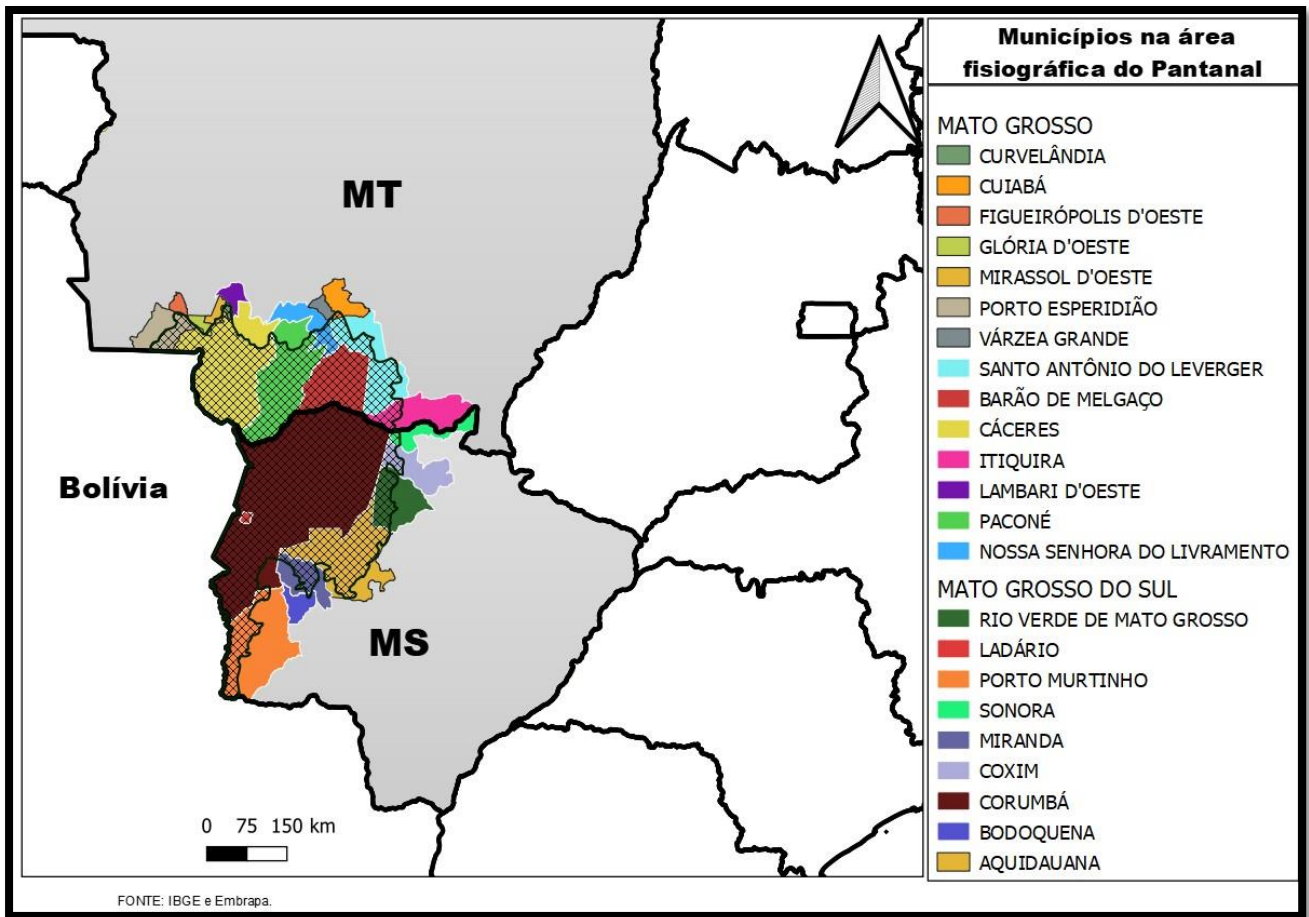 Municípios na área
fisiográfica do Pantanal
MATO GROSSO
CURVELÂNDIA
CUIABÁ
FIGUEIRÓPOLIS D'OESTE
GLÓRIA D'OESTE
MIRASSOL D'OESTE
PORTO ESPERIDIÃO
VÁRZEA GRANDE
SANTO ANTÔNIO DO LEVERGER
BARÃO DE MELGAÇO
CÁCERES
ITIQUIRA
LAMBARI D'OESTE
PACONÉ
NOSSA SENHORA DO LIVRAMENTO
MATO GROSSO DO SUL
RIO VERDE DE MATO GROSSO
LADÁRIO
PORTO MURTINHO
SONORA
MIRANDA
COXIM
CORUMBÁ
BODOQUENA
AQUIDAUANA
MT
Bolívia
MS
0 75 150 km
FONTE: IBGE e Embrapa.